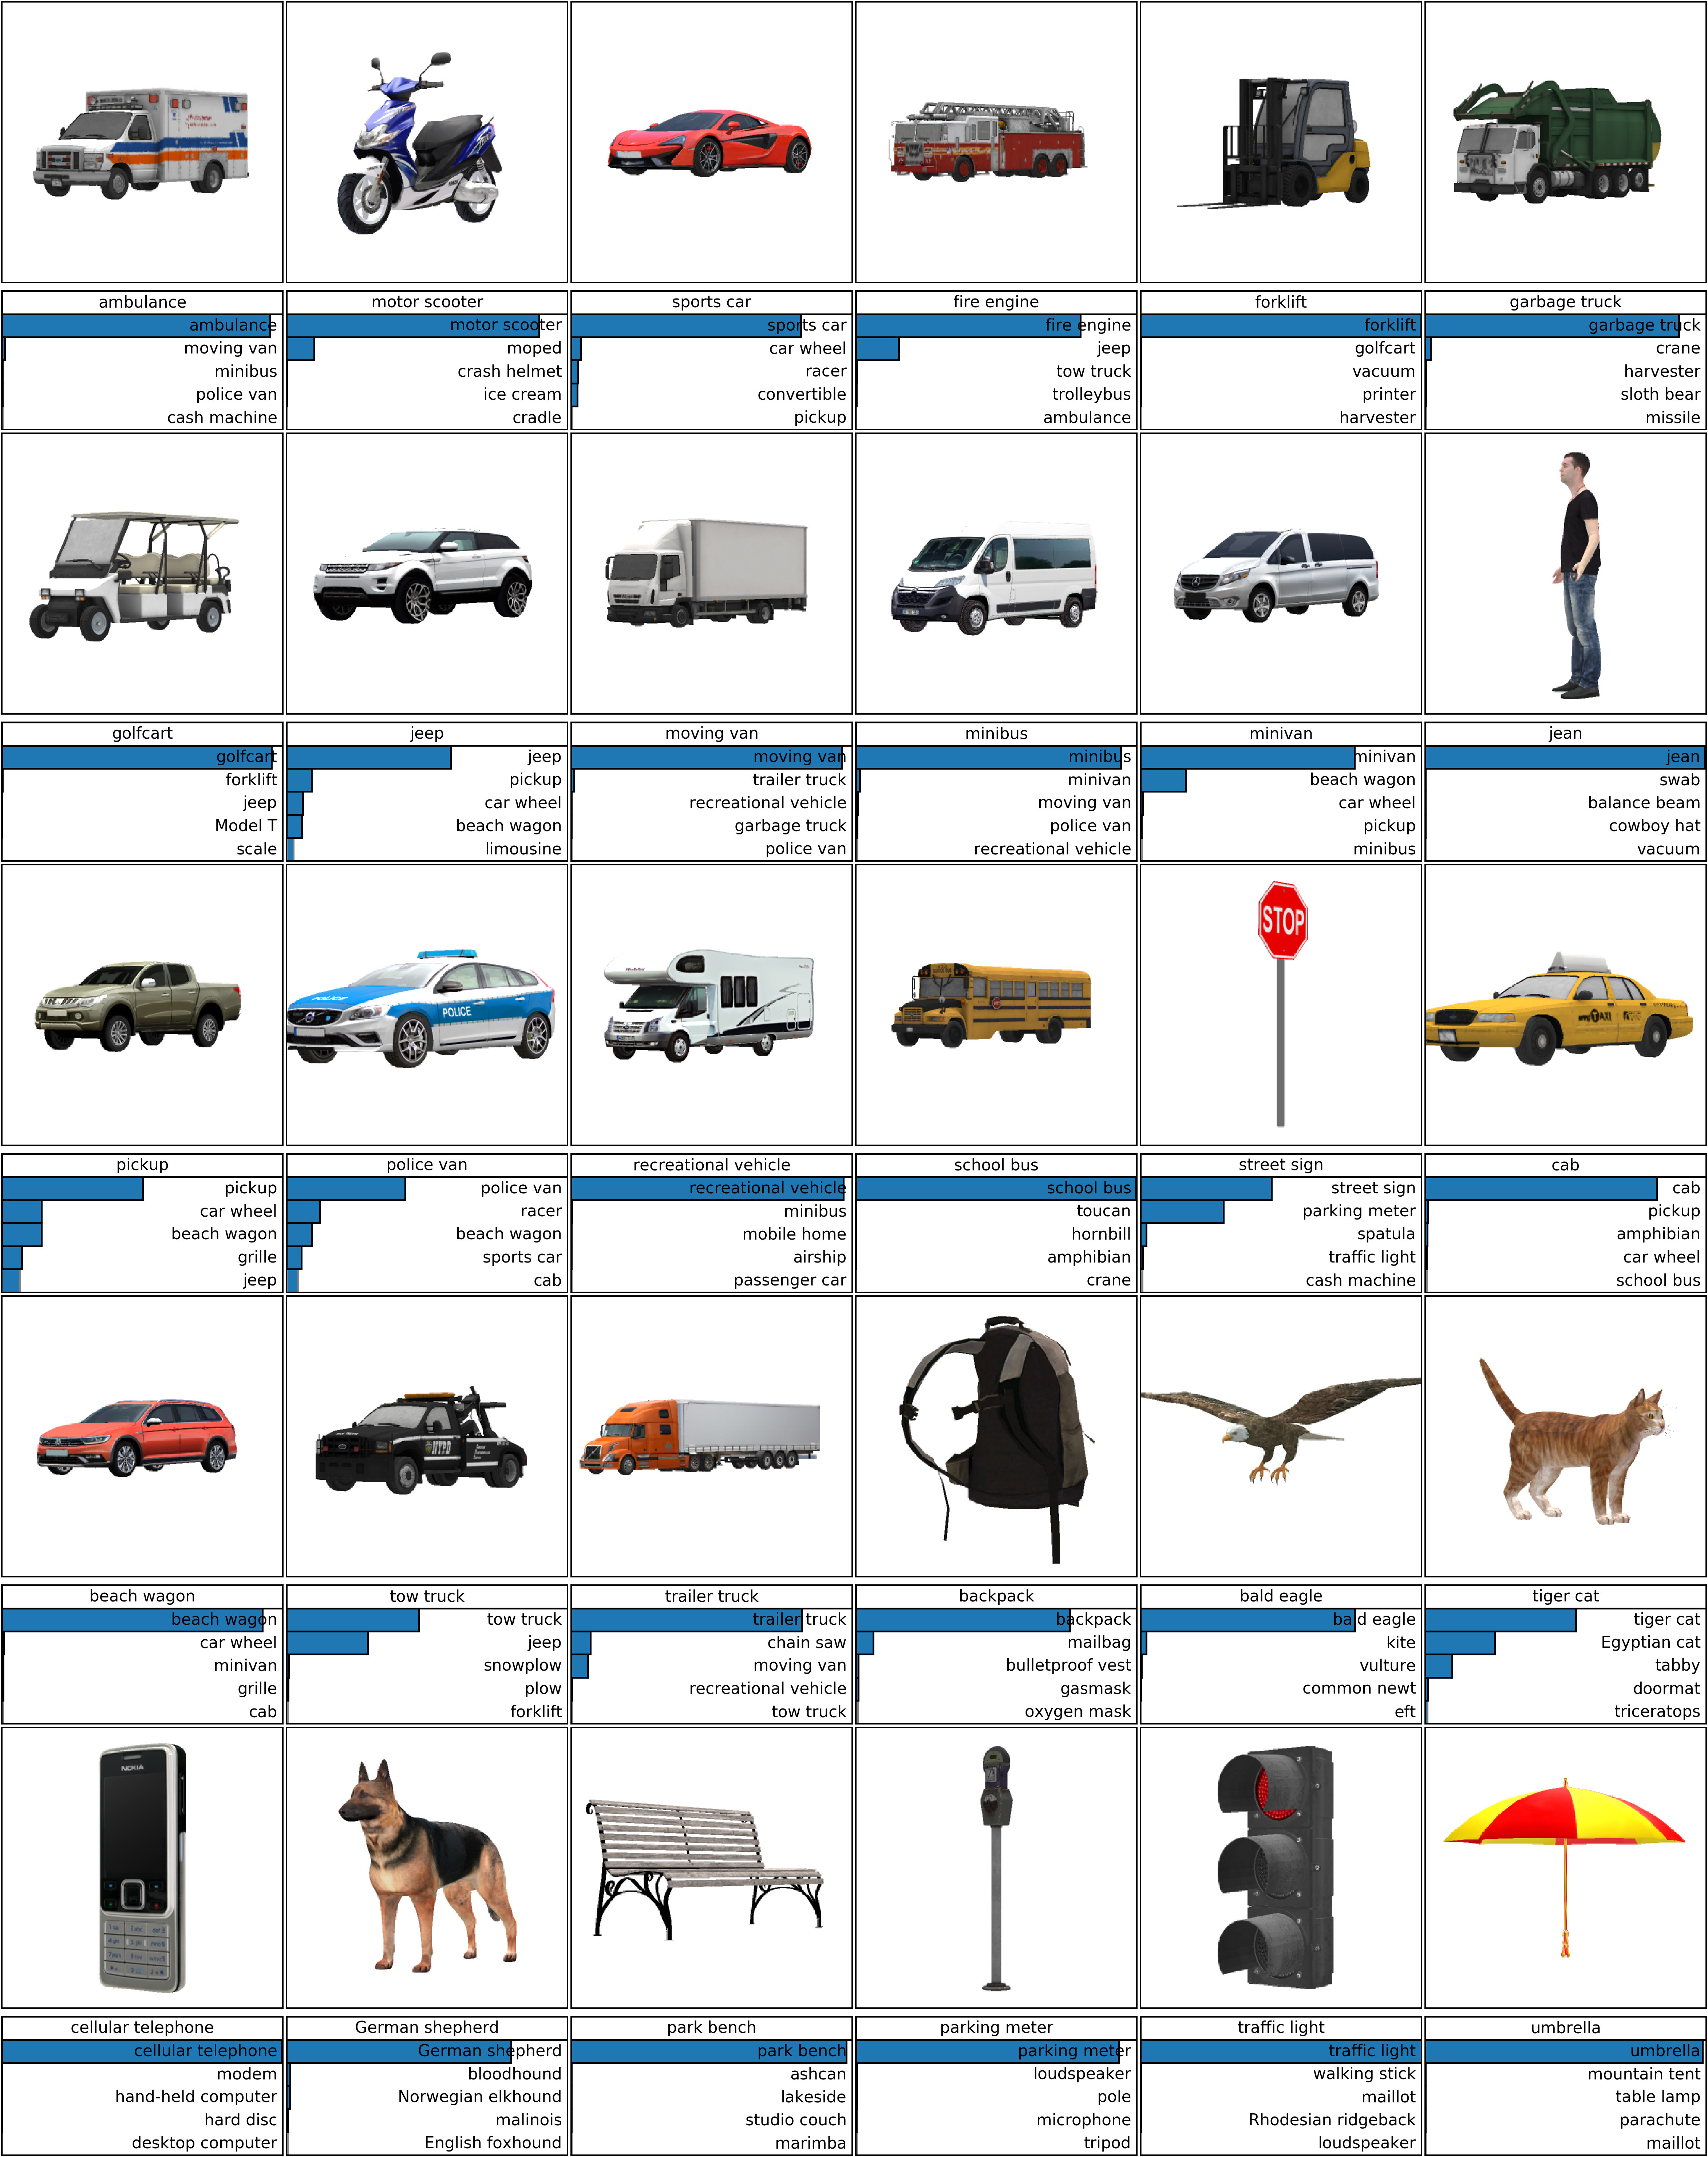 ambulance
ambulance
moving van
minibus
police van
cash machine
motor scooter
motor scooter
moped
crash helmet
ice cream
cradle
sports car
sports car
car wheel
racer
convertible
pickup
fire engine
fire engine
jeep
tow truck
trolleybus
ambulance
forklift
forklift
golfcart
vacuum
printer
harvester
garbage truck
garbage truck
crane
harvester
sloth bear
missile
golfcart
golfcart
forklift
jeep
Model T
scale
jeep
jeep
pickup
car wheel
beach wagon
limousine
moving van
moving van
trailer truck
recreational vehicle
garbage truck
police van
minibus
minibus
minivan
moving van
police van
recreational vehicle
minivan
minivan
beach wagon
car wheel
pickup
minibus
jean
jean
swab
balance beam
cowboy hat
vacuum
POLICE
POLICE
STOP
TAXI
pickup
pickup
car wheel
beach wagon
grille
jeep
police van
police van
racer
beach wagon
sports car
cab
recreational vehicle
recreational vehicle
minibus
mobile home
airship
passenger car
school bus
school bus
toucan
hornbill
amphibian
crane
street sign
street sign
parking meter
spatula
traffic light
cash machine
cab
cab
pickup
amphibian
car wheel
school bus
NYPD
beach wagon
beach wagon
car wheel
minivan
grille
cab
tow truck
tow truck
jeep
snowplow
plow
forklift
trailer truck
trailer truck
chain saw
moving van
recreational vehicle
tow truck
backpack
backpack
mailbag
bulletproof vest
gasmask
oxygen mask
bald eagle
bald eagle
kite
vulture
common newt
eft
tiger cat
tiger cat
Egyptian cat
tabby
doormat
triceratops
NOKIA
cellular telephone
cellular telephone
modem
hand-held computer
hard disc
desktop computer
German shepherd
German shepherd
bloodhound
Norwegian elkhound
malinois
English foxhound
park bench
park bench
ashcan
lakeside
studio couch
marimba
parking meter
parking meter
loudspeaker
pole
microphone
tripod
traffic light
traffic light
walking stick
maillot
Rhodesian ridgeback
loudspeaker
umbrella
umbrella
mountain tent
table lamp
parachute
maillot